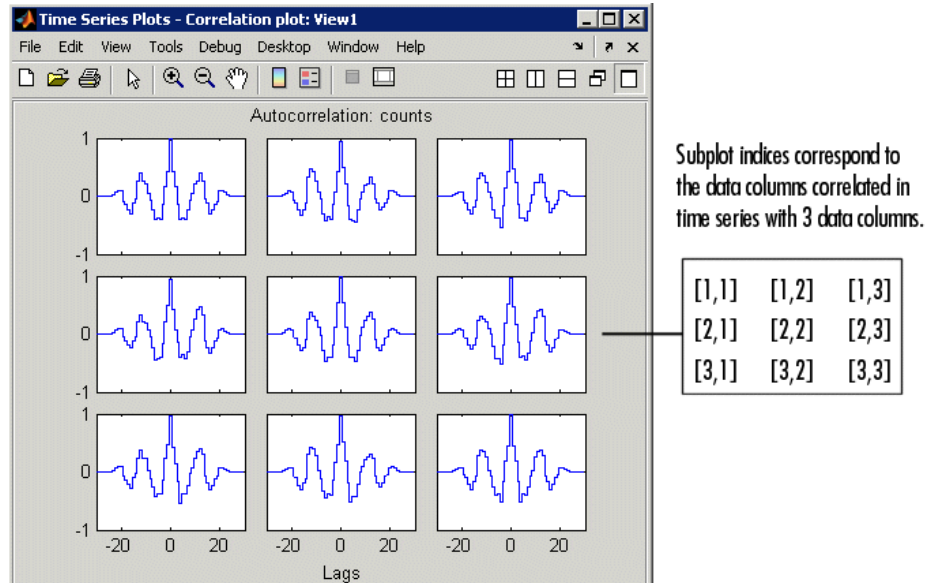 Time Series Plots - Correlation plot: View1
File Edit View Tools Debug Desktop Window Help
Autocorrelation: counts
1
0
-1
1
0
-1
1
0
-1
-20 0 20 -20 0 20 -20 0 20
Lags
Subplot indices correspond to
the data columns correlated in
time series with 3 data columns.
[1,1] [1,2] [1,3]
[2,1] [2,2] [2,3]
[3,1] [3,2] [3,3]